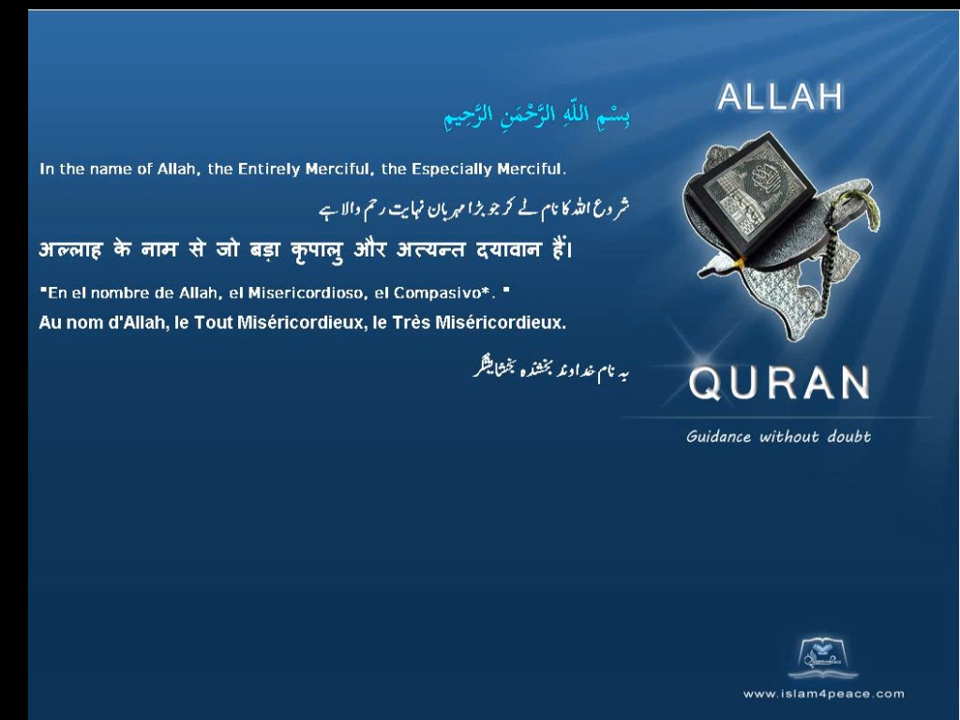 بِسْمِ اللَّهِ الرَّحْمَنِ الرَّحِيمِ
In the name of Allah, the Entirely Merciful, the Especially Merciful.
شروع الله کا نام لے کر جو بڑا مہربان نہایت رحم والا ہے
अल्लाह के नाम से जो बड़ा कृपालु और अत्यन्त दयावान हैं।
"En el nombre de Allah, el Misericordioso, el Compasivo*. "
Au nom d'Allah, le Tout Miséricordieux, le Très Miséricordieux.
به نام خداوند بخشنده بخشایشگر
ALLAH
QURAN
Guidance without doubt
www.islam4peace.com